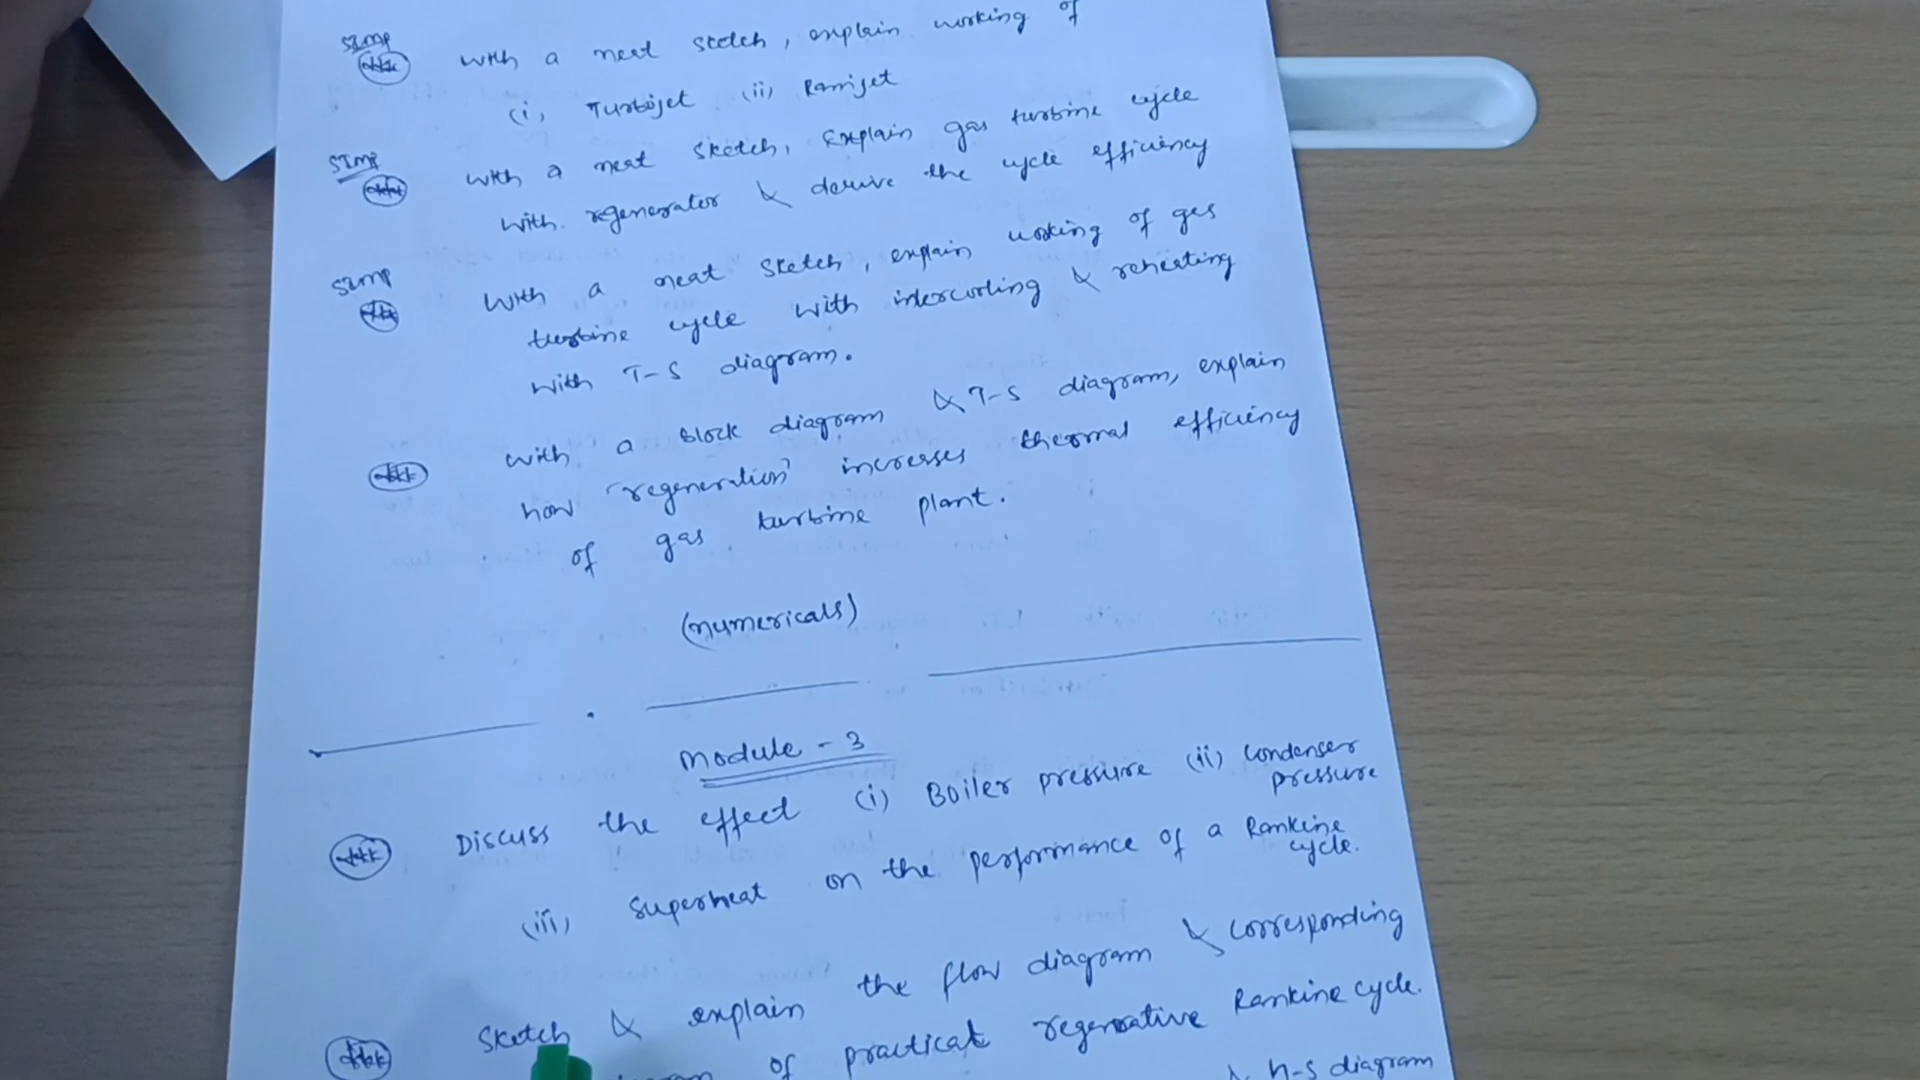 SIMP
*** With a neat sketch, explain working of
(i) Turbojet (ii) Ramjet
SIMP
*** With a neat sketch, Explain gas turbine cycle
with regenerator & derive the cycle efficiency
SIMP
*** With a neat sketch, explain working of gas
turbine cycle with intercooling & reheating
with T-S diagram.
*** With a Block diagram & T-S diagram, explain
how 'regeneration' increases thermal efficiency
of gas turbine plant.
(numericals)
Module - 3
*** Discuss the effect (i) Boiler pressure (ii) Condenser pressure
(iii) Superheat on the performance of a Rankine cycle.
*** Sketch & explain the flow diagram & corresponding
of practical regenerative Rankine cycle.
& h-s diagram